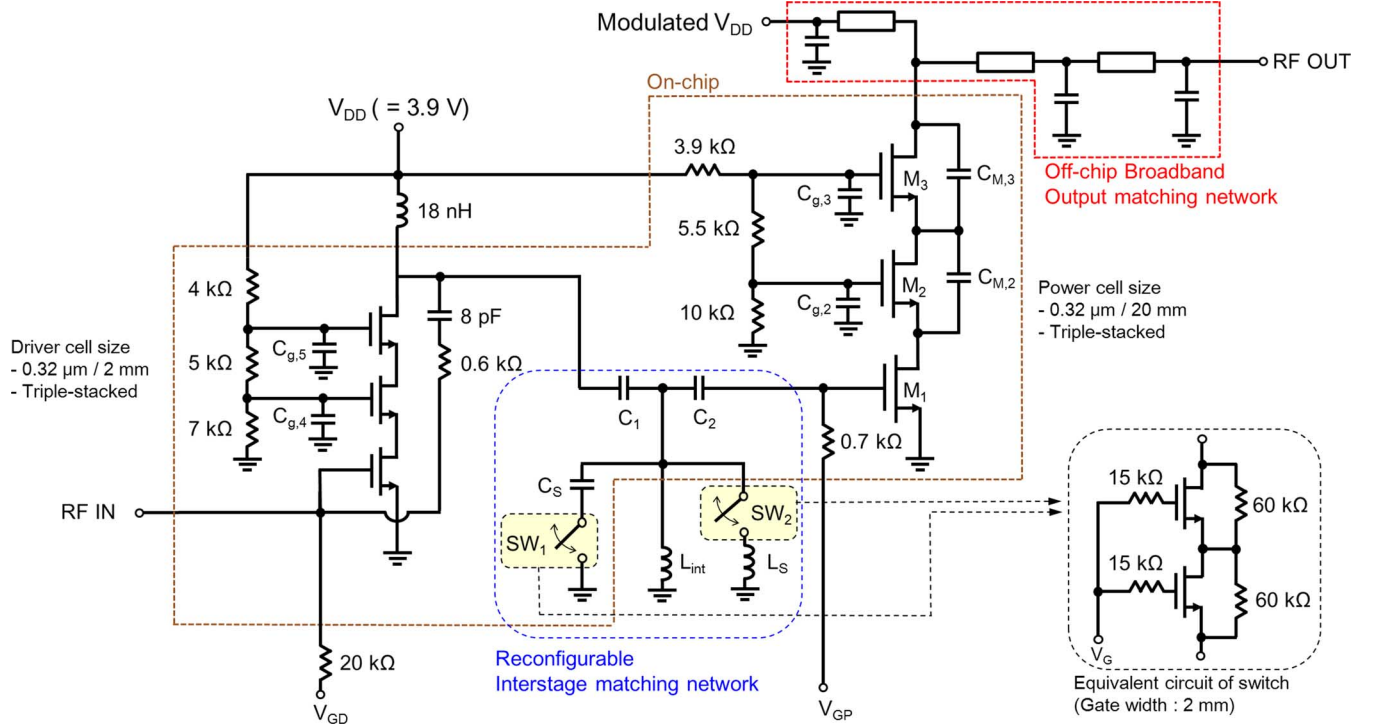 Modulated V_DD
RF OUT
On-chip
V_DD ( = 3.9 V)
3.9 kΩ
C_g,3
M_3
C_M,3
Off-chip Broadband
Output matching network
18 nH
5.5 kΩ
4 kΩ
8 pF
C_g,2
M_2
C_M,2
10 kΩ
Power cell size
- 0.32 µm / 20 mm
- Triple-stacked
Driver cell size
- 0.32 µm / 2 mm
- Triple-stacked
C_g,5
5 kΩ
0.6 kΩ
M_1
C_g,4
7 kΩ
C_1
C_2
0.7 kΩ
C_S
15 kΩ
60 kΩ
RF IN
SW_1
SW_2
L_int
L_S
15 kΩ
60 kΩ
V_G
20 kΩ
Reconfigurable
Interstage matching network
V_GD
V_GP
Equivalent circuit of switch
(Gate width : 2 mm)